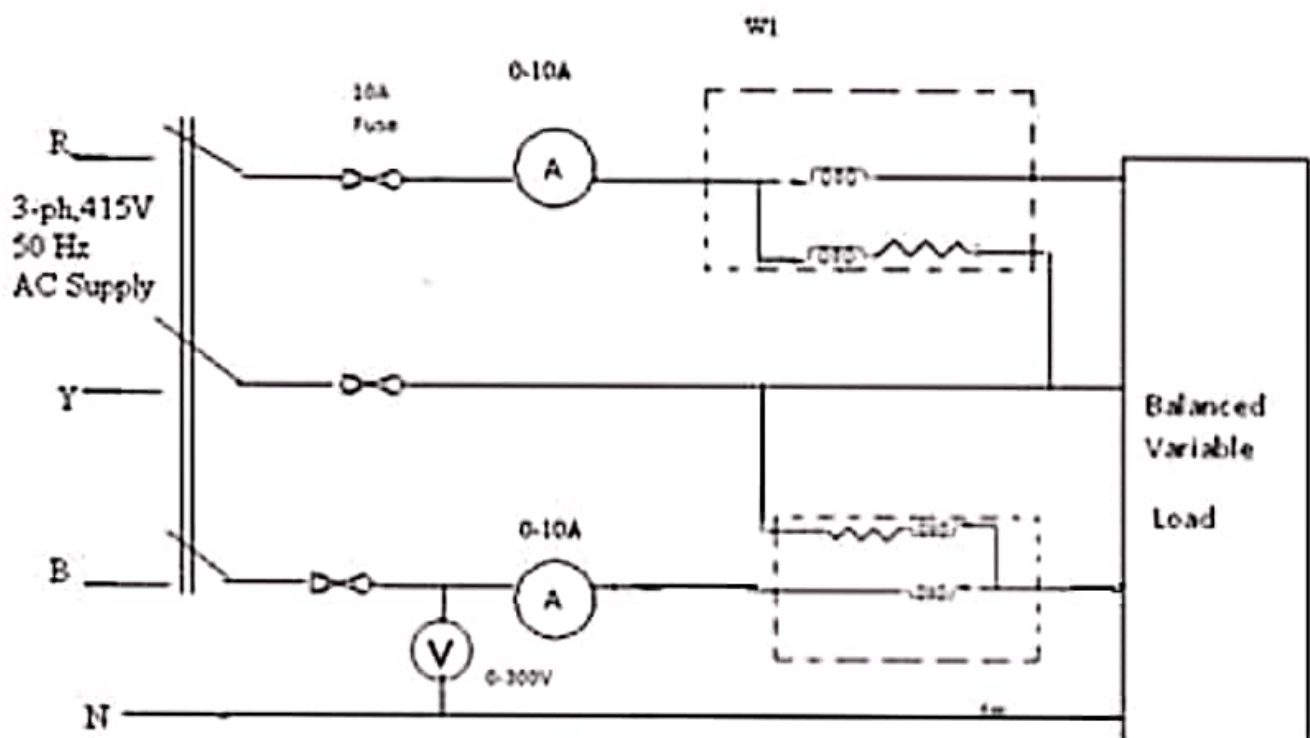 W1
0-10A
10A
Fuse
R
A
3-ph,415V
50 Hz
AC Supply
Y
Balanced
Variable
Load
0-10A
B
A
V
0-300V
N